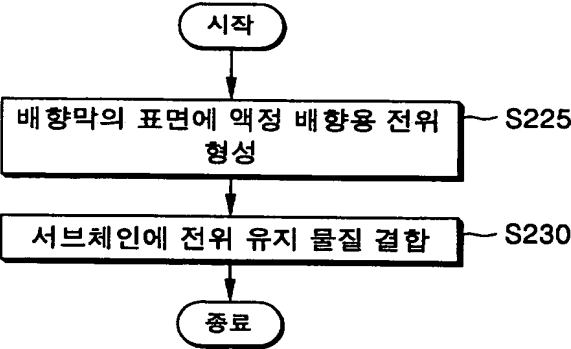 시작
배향막의 표면에 액정 배향용 전위
형성
S225
서브체인에 전위 유지 물질 결합
S230
종료